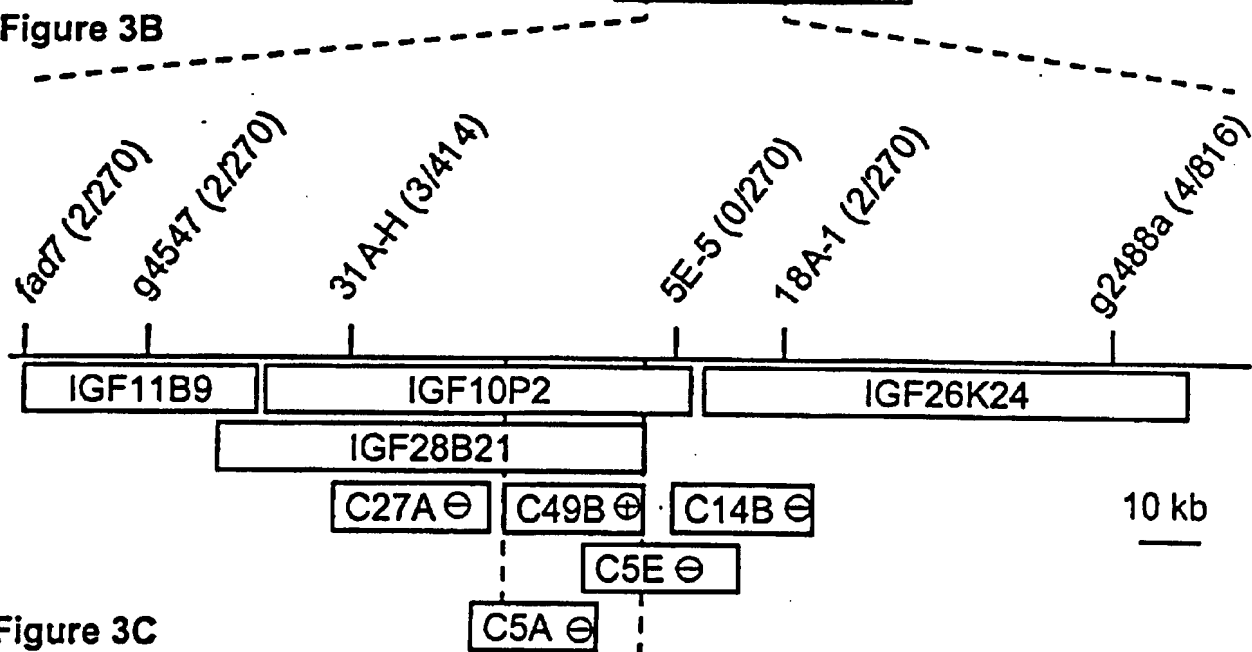 Figure 3B
fad7 (2/270)
g4547 (2/270)
31A-H (3/414)
5E-5 (0/270)
18A-1 (2/270)
g2488a (4/816)
IGF11B9
IGF10P2
IGF26K24
IGF28B21
C27A ⊖
C49B ⊕
C14B ⊖
10 kb
C5E ⊖
C5A ⊖
Figure 3C